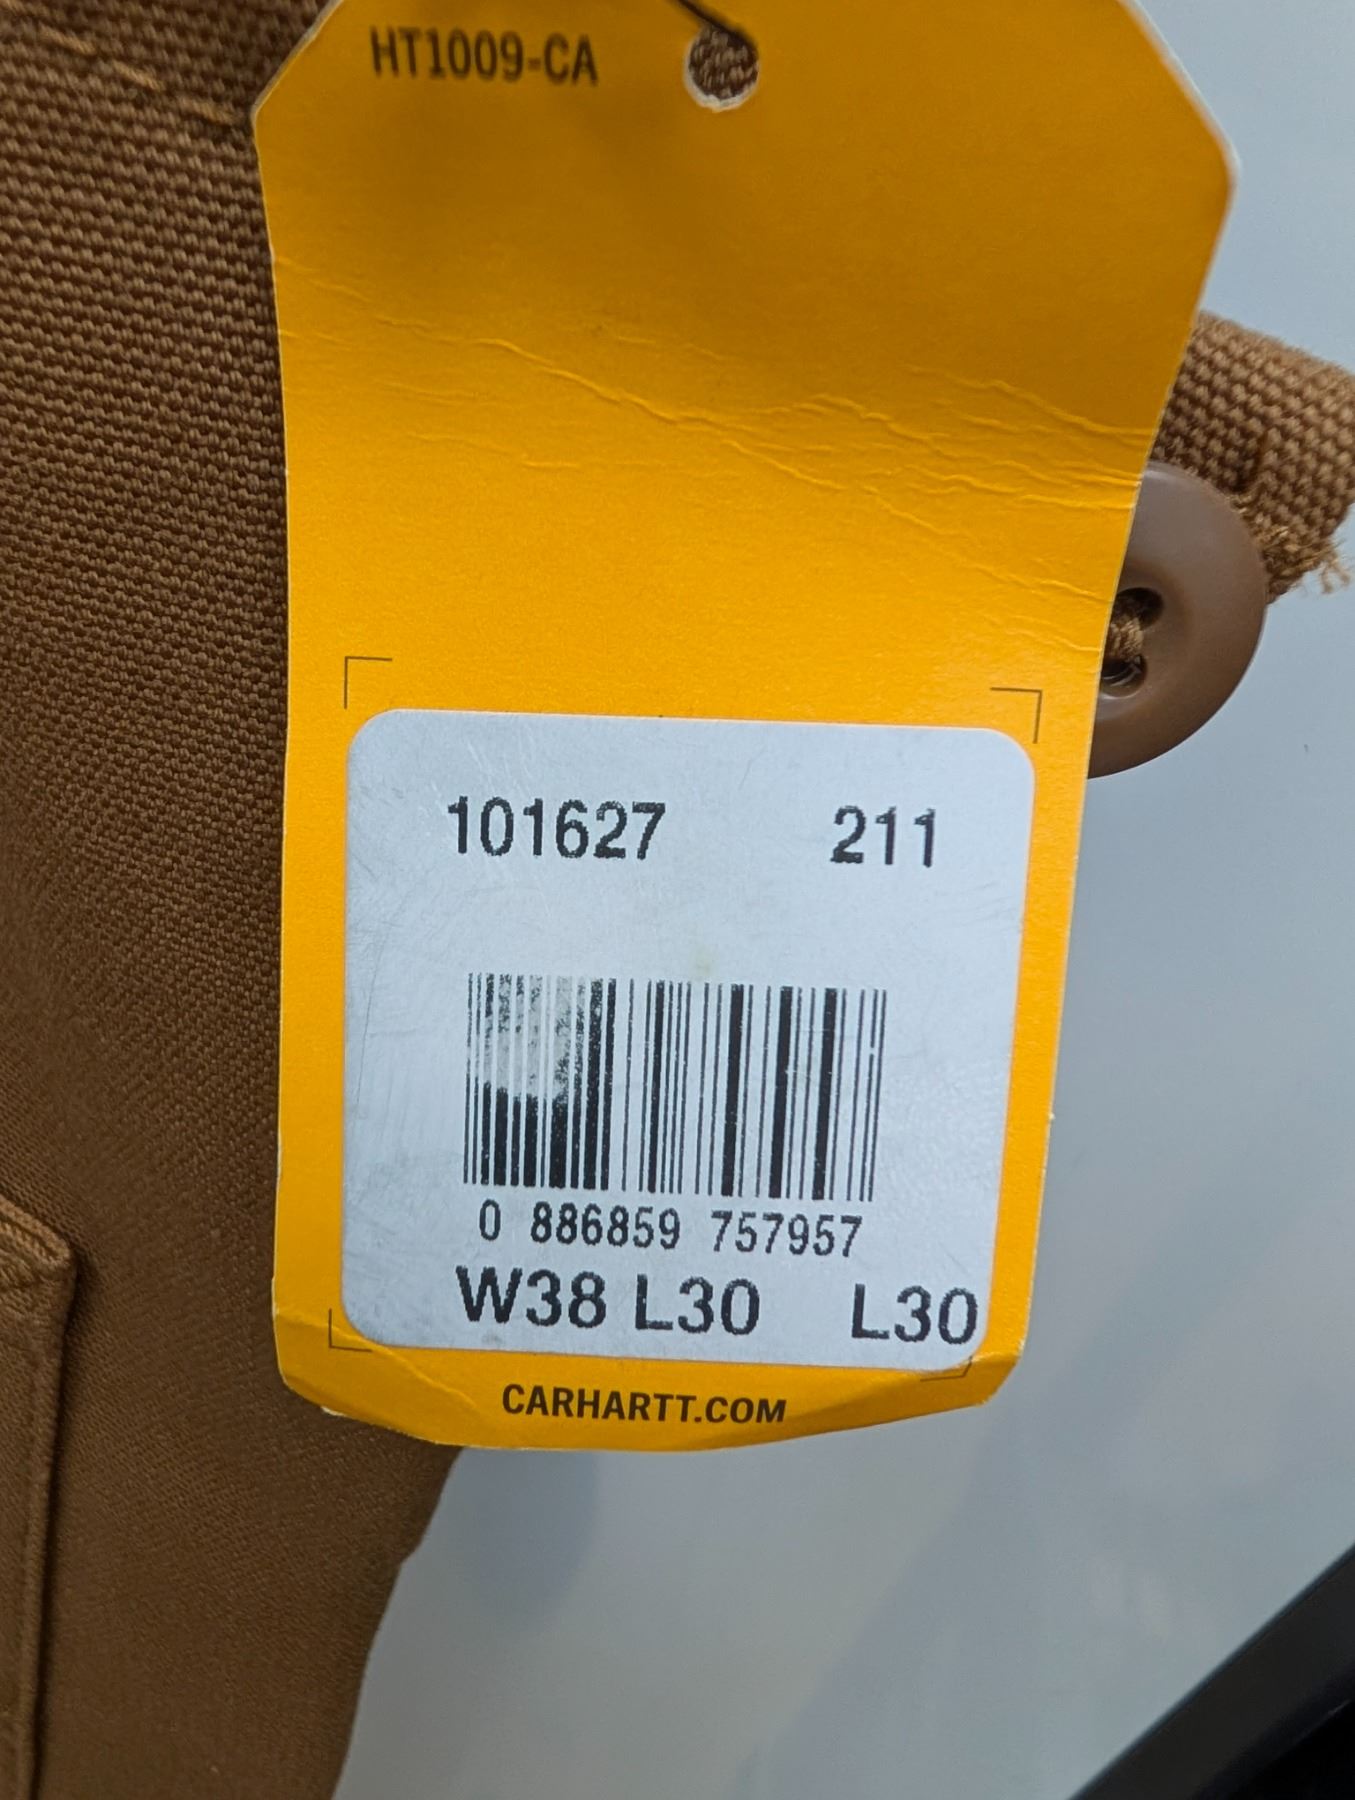 HT1009-CA
101627 211
0 886859 757957
W38 L30 L30
CARHARTT.COM